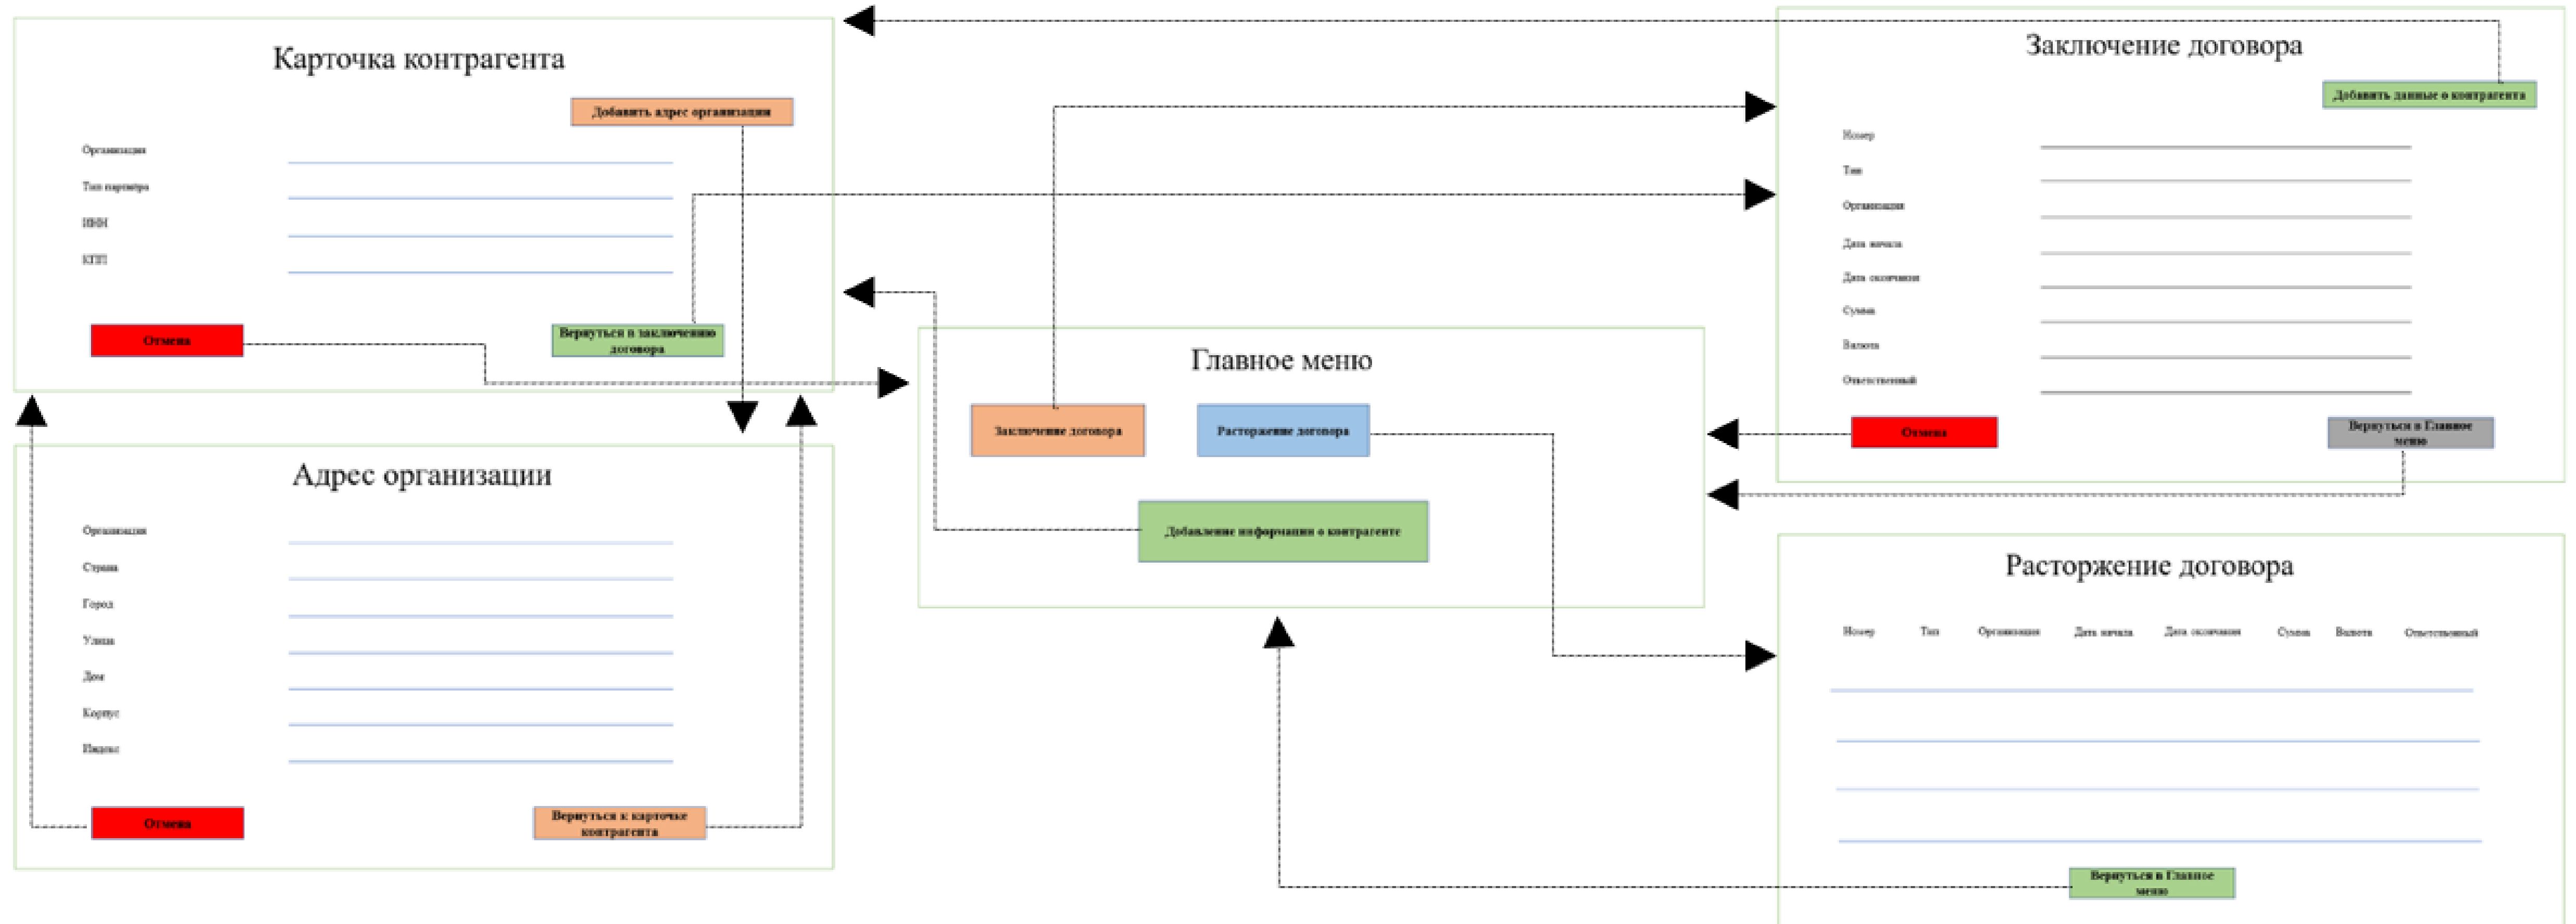 Карточка контрагента
Добавить адрес организации
Организация
Тип партнёра
ИНН
КПП
Отмена
Вернуться в заключению
договора
Адрес организации
Организация
Страна
Город
Улица
Дом
Корпус
Индекс
Отмена
Вернуться к карточке
контрагента
Главное меню
Заключение договора
Расторжение договора
Добавление информации о контрагенте
Заключение договора
Добавить данные о контрагента
Номер
Тип
Организация
Дата начала
Дата окончания
Сумма
Валюта
Ответственный
Отмена
Вернуться в Главное
меню
Расторжение договора
Номер Тип Организация Дата начала Дата окончания Сумма Валюта Ответственный
Вернуться в Главное
меню